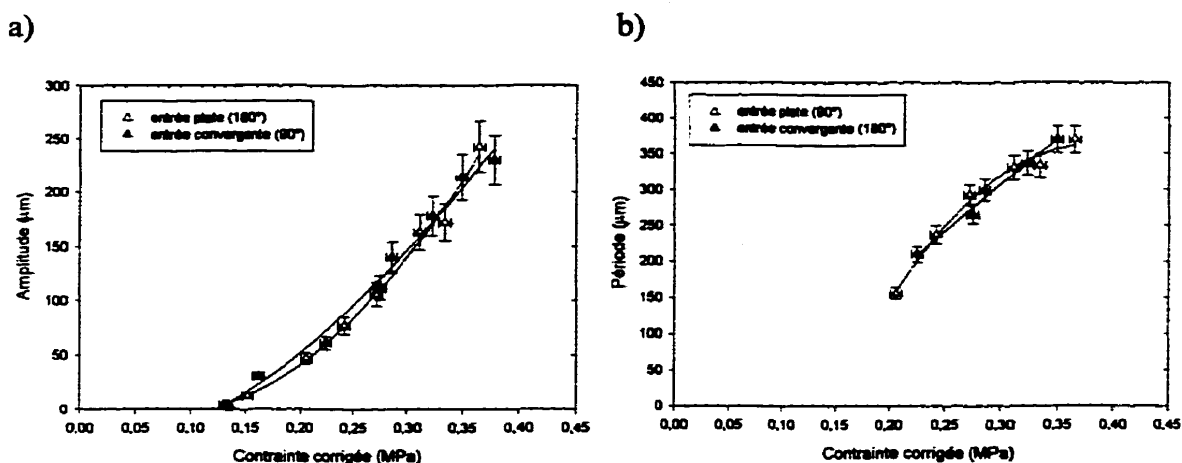 a)
300
250
200
150
100
50
0
Amplitude (µm)
entrée plate (180°)
entrée convergente (90°)
0,00 0,05 0,10 0,15 0,20 0,25 0,30 0,35 0,40 0,45
Contrainte corrigée (MPa)
b)
450
400
350
300
250
200
150
100
50
0
Période (µm)
entrée plate (90°)
entrée convergente (180°)
0,00 0,05 0,10 0,15 0,20 0,25 0,30 0,35 0,40 0,45
Contrainte corrigée (MPa)